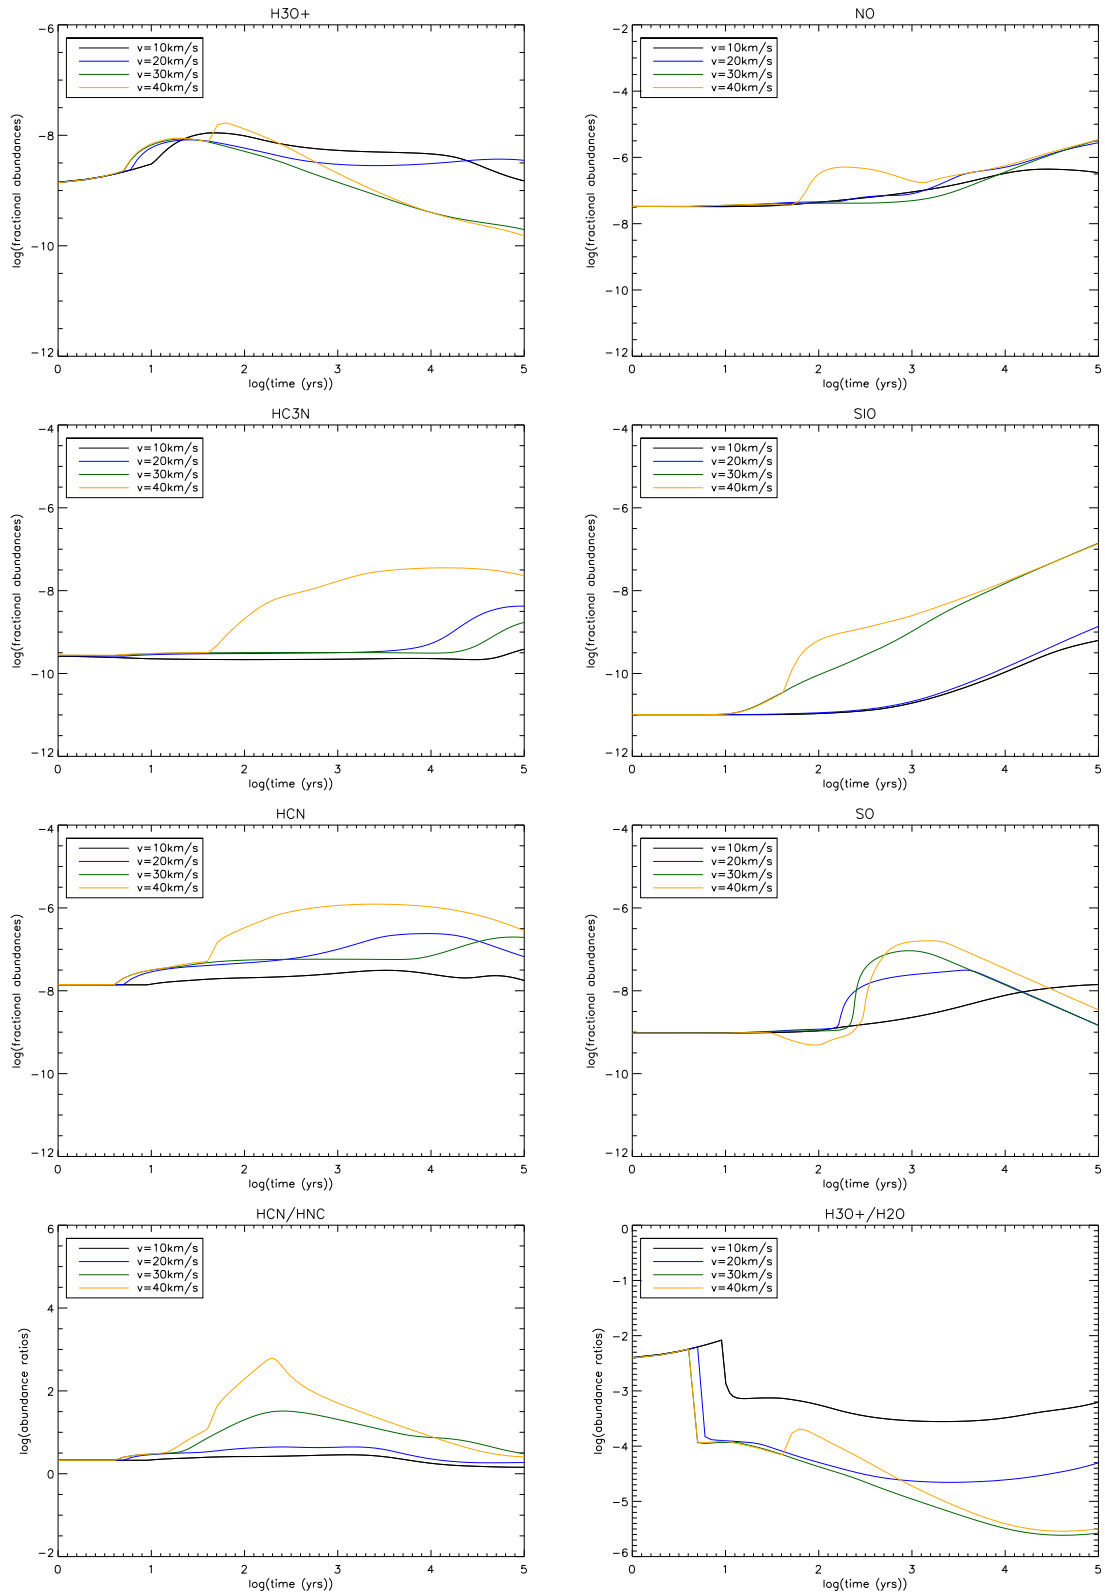 H3O+
-6
-8
-10
-12
log(fractional abundances)
v=10km/s
v=20km/s
v=30km/s
v=40km/s
0 1 2 3 4 5
log(time (yrs))
NO
-2
-4
-6
-8
-10
-12
log(fractional abundances)
v=10km/s
v=20km/s
v=30km/s
v=40km/s
0 1 2 3 4 5
log(time (yrs))
HC3N
-4
-6
-8
-10
-12
log(fractional abundances)
v=10km/s
v=20km/s
v=30km/s
v=40km/s
0 1 2 3 4 5
log(time (yrs))
SIO
-4
-6
-8
-10
-12
log(fractional abundances)
v=10km/s
v=20km/s
v=30km/s
v=40km/s
0 1 2 3 4 5
log(time (yrs))
HCN
-4
-6
-8
-10
-12
log(fractional abundances)
v=10km/s
v=20km/s
v=30km/s
v=40km/s
0 1 2 3 4 5
log(time (yrs))
SO
-4
-6
-8
-10
-12
log(fractional abundances)
v=10km/s
v=20km/s
v=30km/s
v=40km/s
0 1 2 3 4 5
log(time (yrs))
HCN/HNC
6
4
2
0
-2
log(abundance ratios)
v=10km/s
v=20km/s
v=30km/s
v=40km/s
0 1 2 3 4 5
log(time (yrs))
H3O+/H2O
0
-1
-2
-3
-4
-5
-6
log(abundance ratios)
v=10km/s
v=20km/s
v=30km/s
v=40km/s
0 1 2 3 4 5
log(time (yrs))